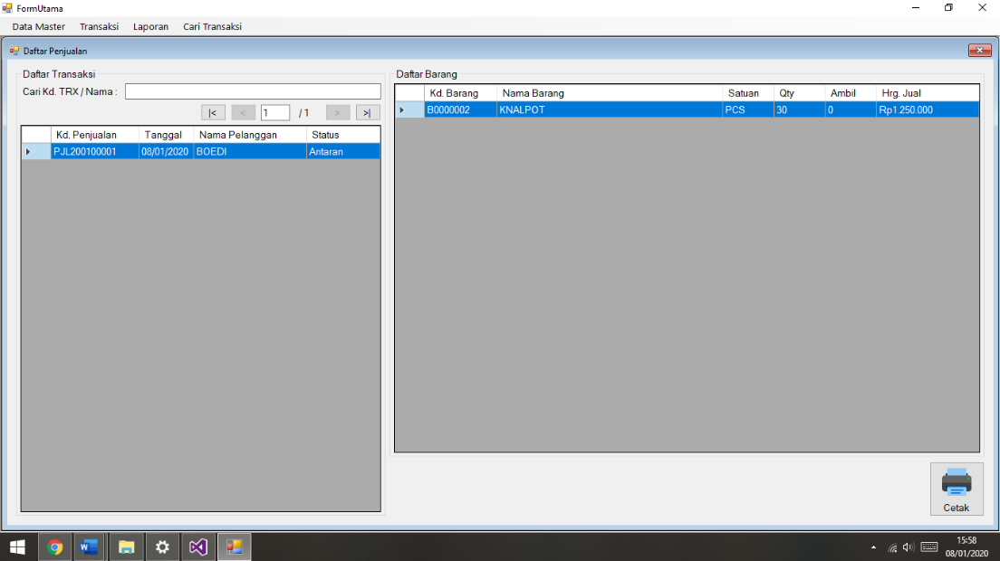 FormUtama
Data Master Transaksi Laporan Cari Transaksi
Daftar Penjualan
Daftar Transaksi
Cari Kd. TRX / Nama :
|< < 1 / 1 > >|
Kd. Penjualan Tanggal Nama Pelanggan Status
PJL200100001 08/01/2020 BOEDI Antaran
Daftar Barang
Kd. Barang Nama Barang Satuan Qty Ambil Hrg. Jual
B0000002 KNALPOT PCS 30 0 Rp1.250.000
Cetak
15:58
08/01/2020